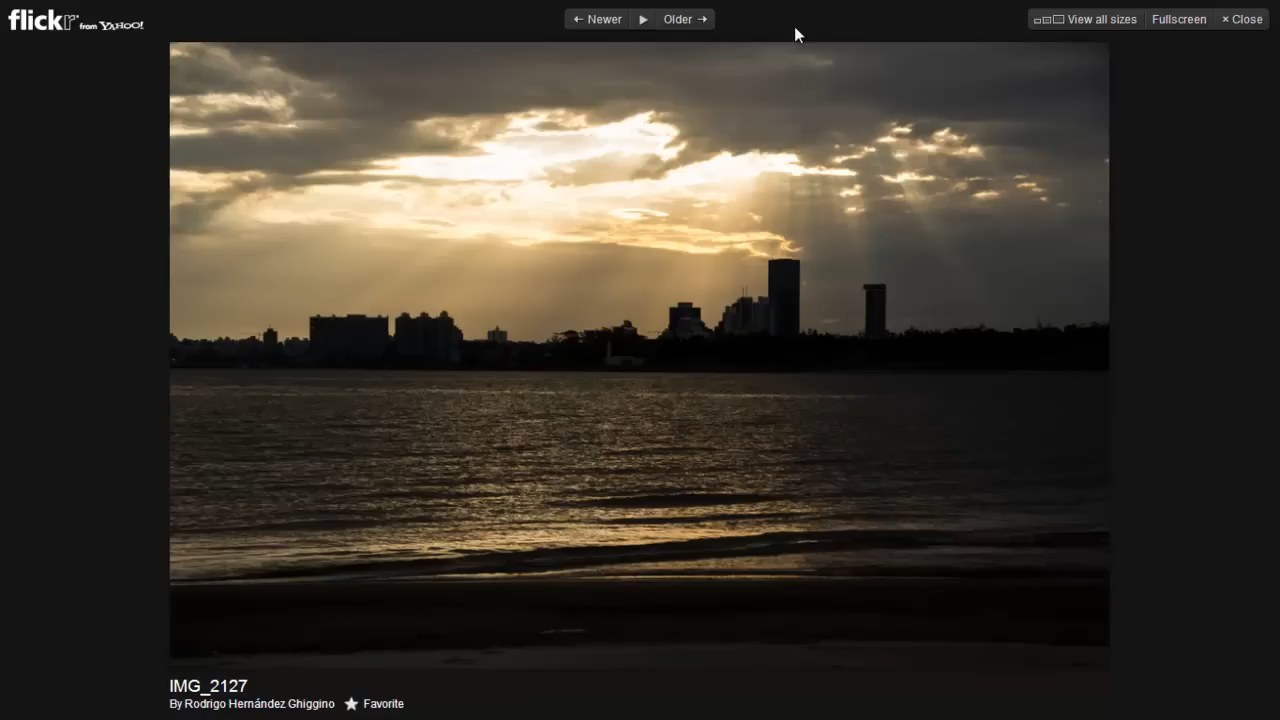 flickr from YAHOO!
← Newer
Older →
View all sizes
Fullscreen
× Close
IMG_2127
By Rodrigo Hernández Ghiggino ★ Favorite